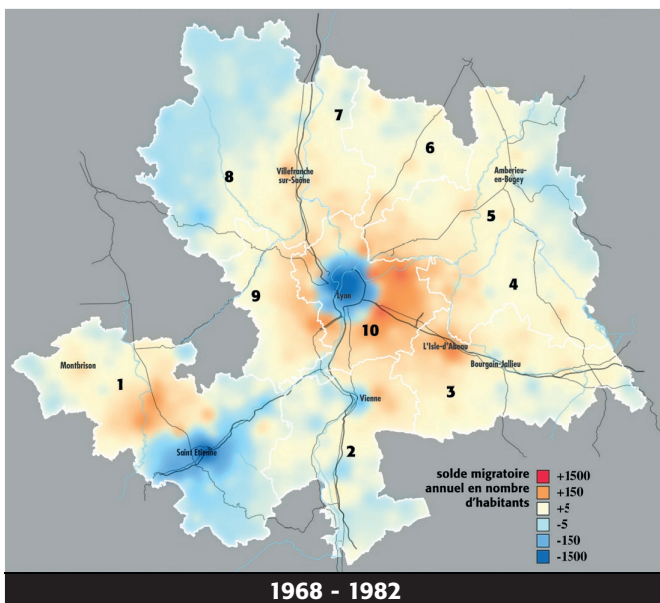 7
6
8
Villefranche
sur-Saône
Amberieu-
en-Bugey
5
4
9
Lyon
10
L'Isle-d'Abeau
Bourgoin-Jallieu
Montbrison
1
3
Vienne
Saint Etienne
2
solde migratoire
annuel en nombre
d'habitants
+1500
+150
+5
-5
-150
-1500
1968 - 1982